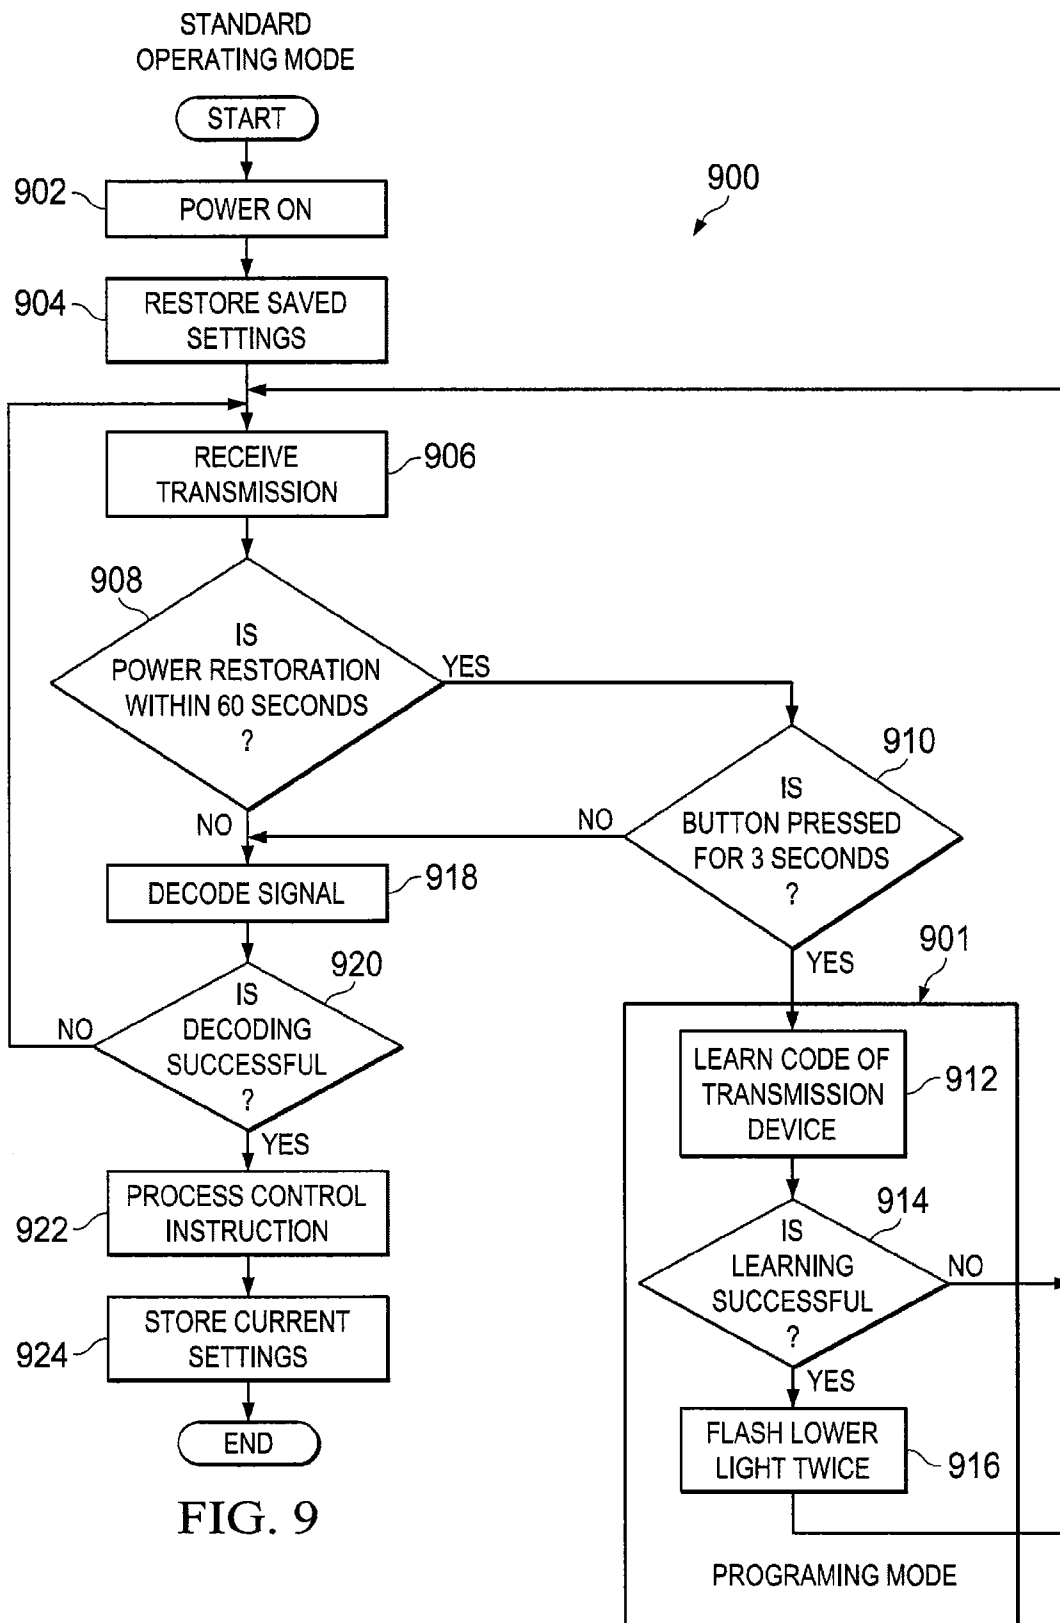 STANDARD
OPERATING MODE
START
902
POWER ON
900
904
RESTORE SAVED
SETTINGS
RECEIVE
TRANSMISSION
906
908
IS
POWER RESTORATION
WITHIN 60 SECONDS
?
YES
NO
910
IS
BUTTON PRESSED
FOR 3 SECONDS
?
NO
YES
DECODE SIGNAL
918
920
IS
DECODING
SUCCESSFUL
?
NO
YES
901
LEARN CODE OF
TRANSMISSION
DEVICE
912
922
PROCESS CONTROL
INSTRUCTION
914
IS
LEARNING
SUCCESSFUL
?
NO
YES
924
STORE CURRENT
SETTINGS
FLASH LOWER
LIGHT TWICE
916
END
FIG. 9
PROGRAMING MODE